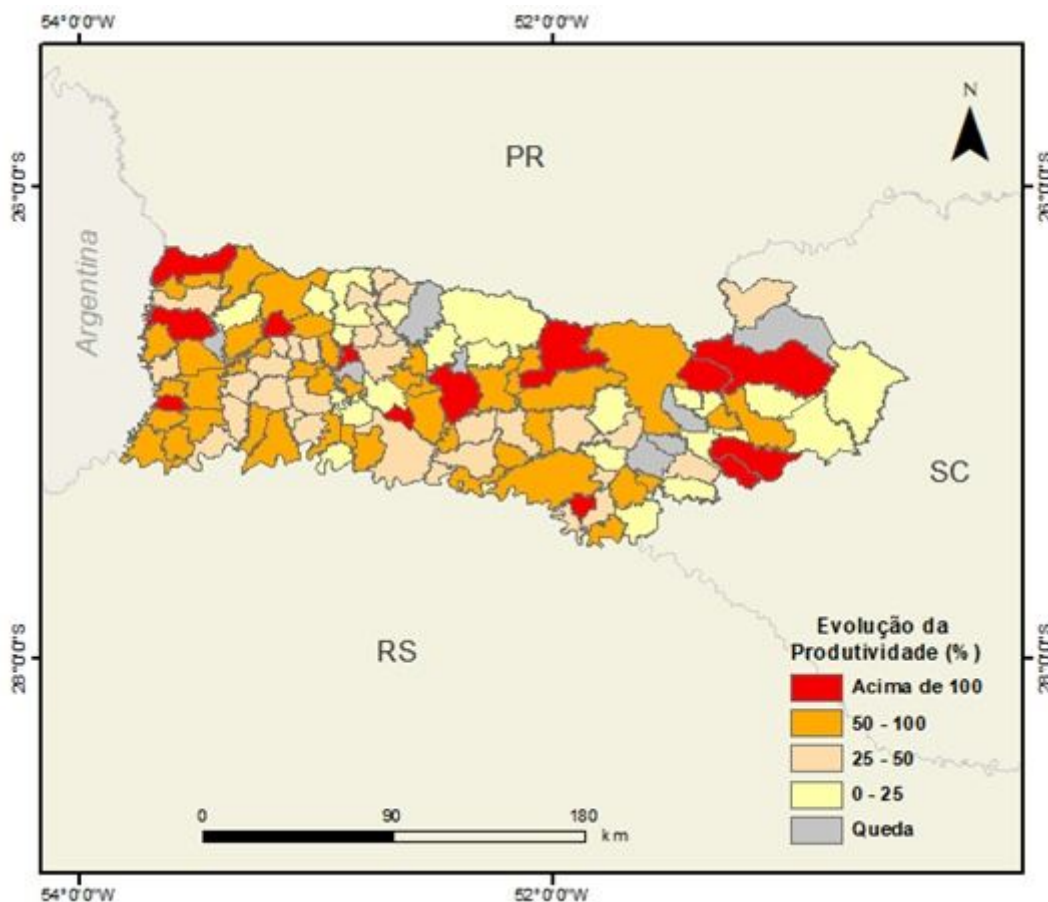 54°0'0"W
52°0'0"W
N
PR
26°0'0"S
26°0'0"S
Argentina
SC
RS
28°0'0"S
28°0'0"S
Evolução da
Produtividade (%)
Acima de 100
50 - 100
25 - 50
0 - 25
Queda
0 90 180
km
54°0'0"W
52°0'0"W